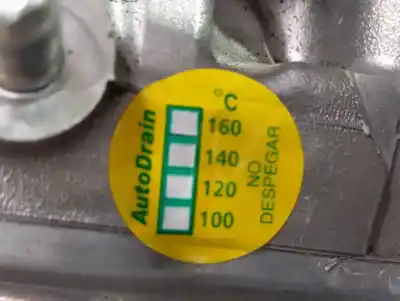 AutoDrain
°C
160
140
120
100
NO
DESPEGAR